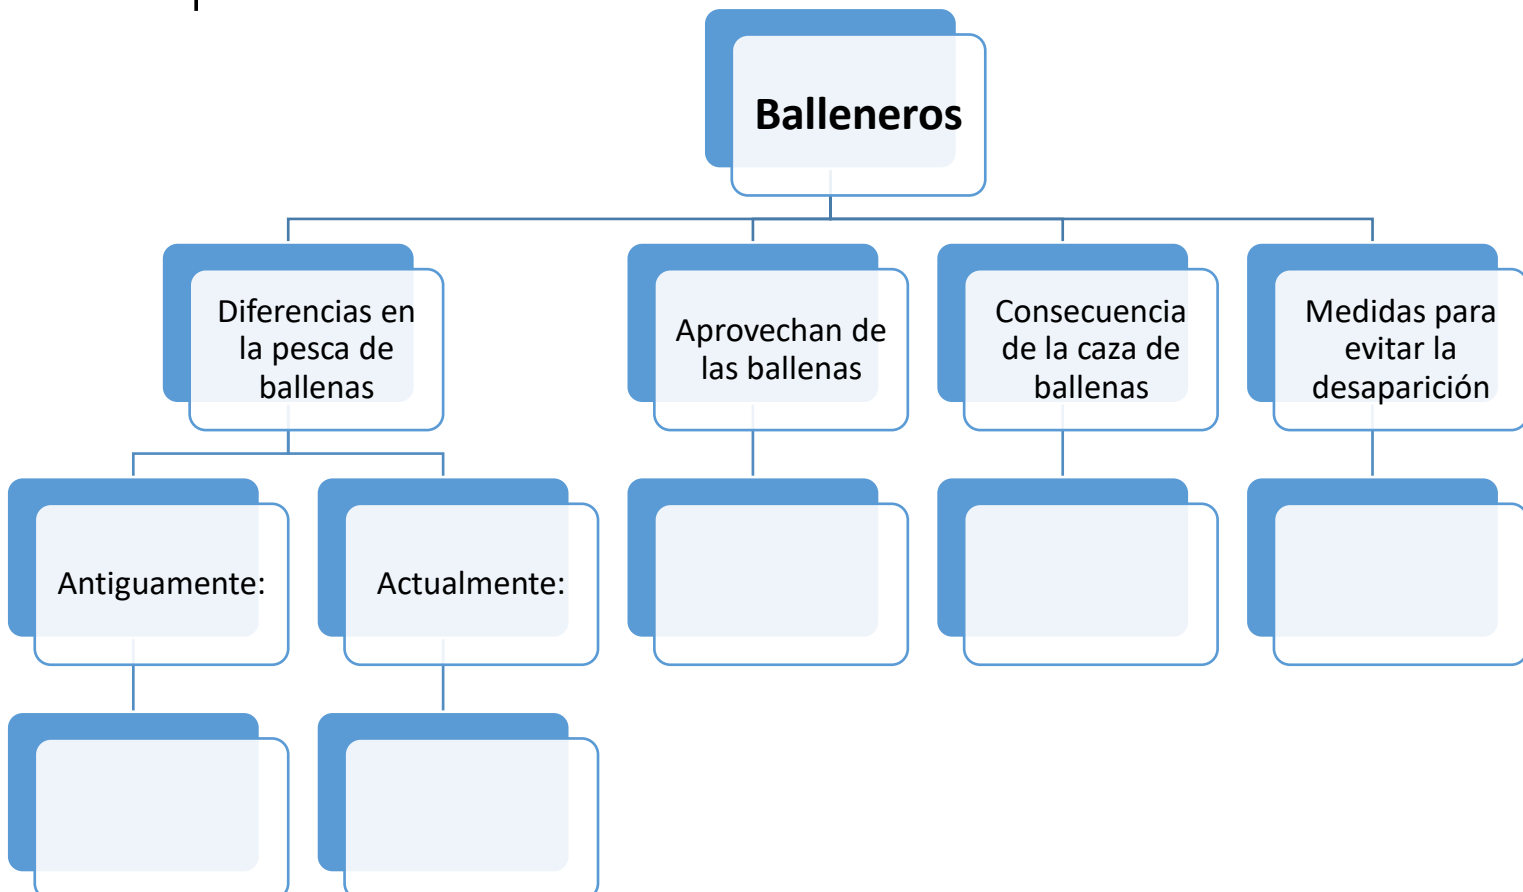 Balleneros
Diferencias en
la pesca de
ballenas
Aprovechan de
las ballenas
Consecuencia
de la caza de
ballenas
Medidas para
evitar la
desaparición
Antiguamente:
Actualmente: